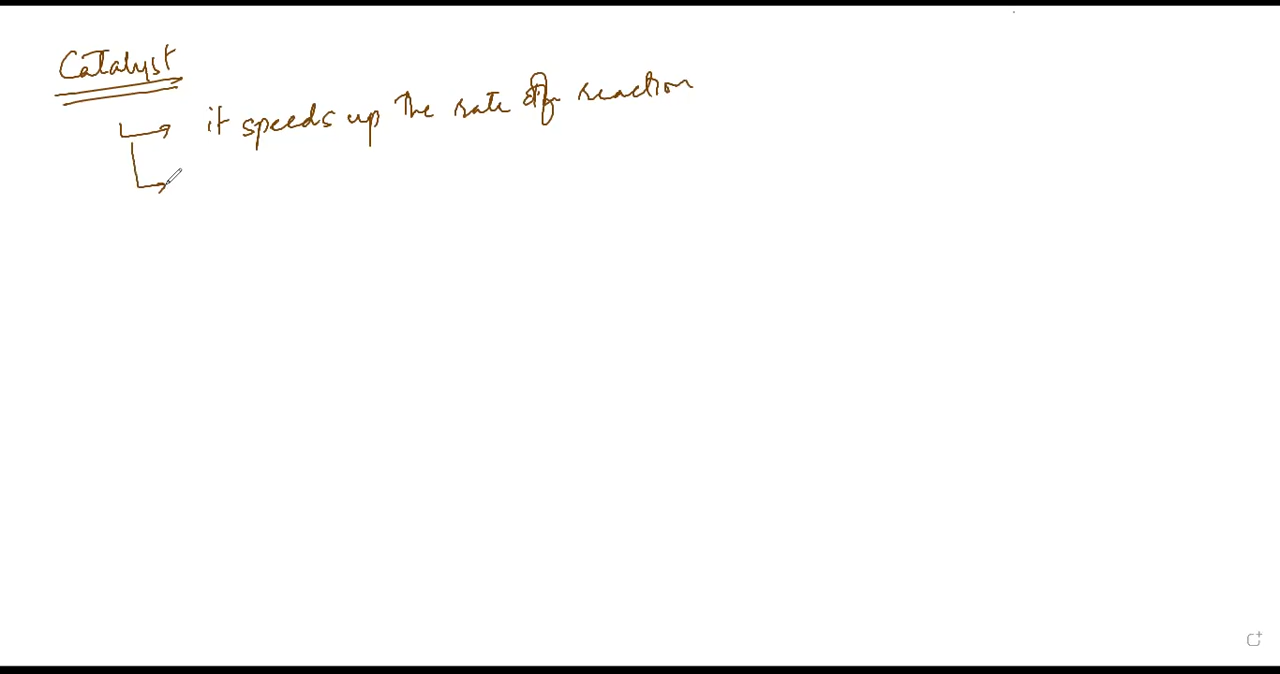 Catalyst
it speeds up the rate of reaction